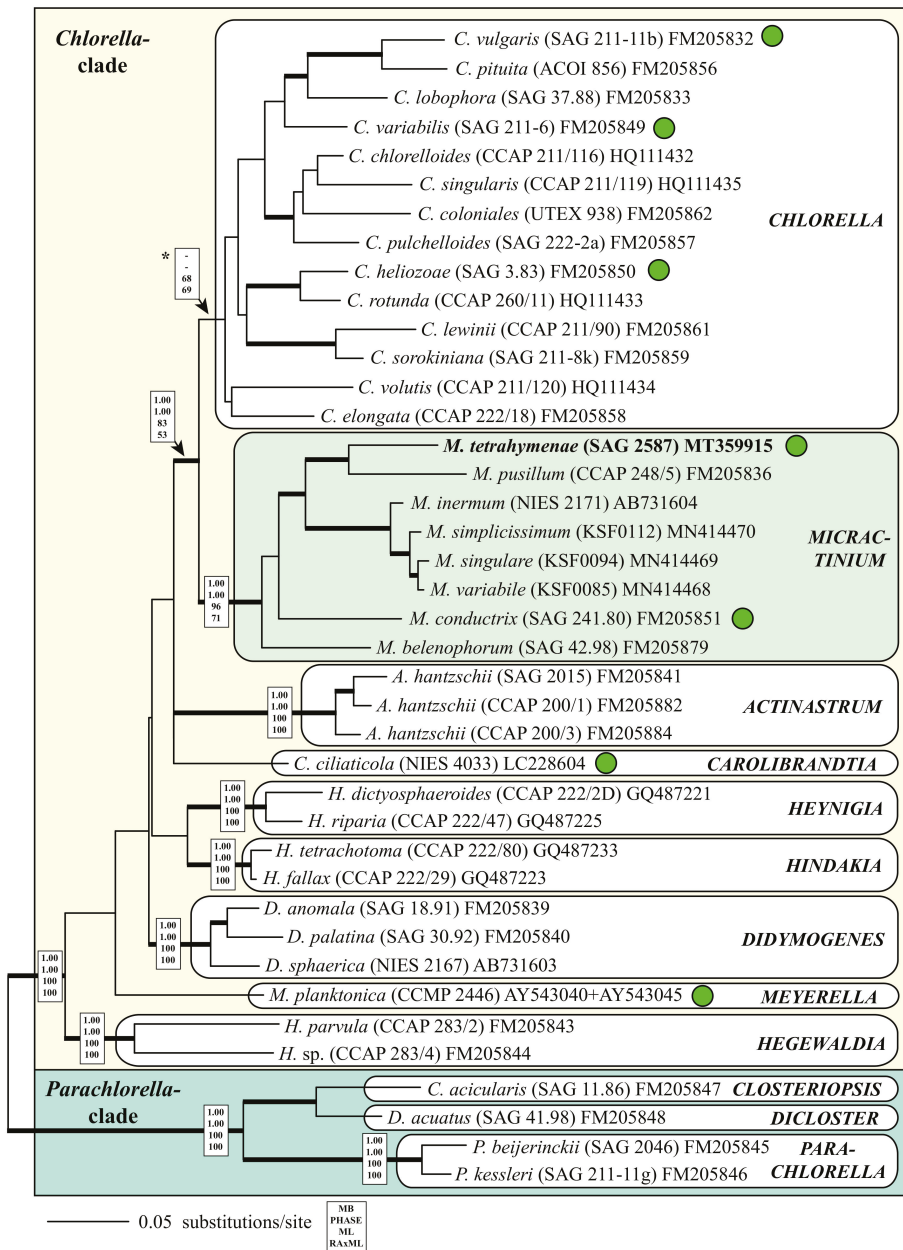 Chlorella-
clade
C. vulgaris (SAG 211-11b) FM205832
C. pituita (ACOI 856) FM205856
C. lobophora (SAG 37.88) FM205833
C. variabilis (SAG 211-6) FM205849
C. chlorelloides (CCAP 211/116) HQ111432
C. singularis (CCAP 211/119) HQ111435
C. coloniales (UTEX 938) FM205862
CHLORELLA
C. pulchelloides (SAG 222-2a) FM205857
*
-
-
68
69
C. heliozoae (SAG 3.83) FM205850
C. rotunda (CCAP 260/11) HQ111433
C. lewinii (CCAP 211/90) FM205861
C. sorokiniana (SAG 211-8k) FM205859
C. volutis (CCAP 211/120) HQ111434
C. elongata (CCAP 222/18) FM205858
1.00
1.00
83
53
M. tetrahymenae (SAG 2587) MT359915
M. pusillum (CCAP 248/5) FM205836
M. inermum (NIES 2171) AB731604
M. simplicissimum (KSF0112) MN414470
M. singulare (KSF0094) MN414469
M. variabile (KSF0085) MN414468
MICRAC-
TINIUM
1.00
1.00
96
71
M. conductrix (SAG 241.80) FM205851
M. belenophorum (SAG 42.98) FM205879
A. hantzschii (SAG 2015) FM205841
A. hantzschii (CCAP 200/1) FM205882
A. hantzschii (CCAP 200/3) FM205884
ACTINASTRUM
1.00
1.00
100
100
C. ciliaticola (NIES 4033) LC228604
CAROLIBRANDTIA
H. dictyosphaeroides (CCAP 222/2D) GQ487221
H. riparia (CCAP 222/47) GQ487225
HEYNIGIA
1.00
1.00
100
100
H. tetrachotoma (CCAP 222/80) GQ487233
H. fallax (CCAP 222/29) GQ487223
HINDAKIA
1.00
1.00
100
100
D. anomala (SAG 18.91) FM205839
D. palatina (SAG 30.92) FM205840
D. sphaerica (NIES 2167) AB731603
DIDYMOGENES
1.00
1.00
100
100
1.00
1.00
100
100
M. planktonica (CCMP 2446) AY543040+AY543045
MEYERELLA
H. parvula (CCAP 283/2) FM205843
H. sp. (CCAP 283/4) FM205844
HEGEWALDIA
1.00
1.00
100
100
Parachlorella-
clade
C. acicularis (SAG 11.86) FM205847
CLOSTERIOPSIS
D. acuatus (SAG 41.98) FM205848
DICLOSTER
1.00
1.00
100
100
P. beijerinckii (SAG 2046) FM205845
P. kessleri (SAG 211-11g) FM205846
PARA-
CHLORELLA
1.00
1.00
100
100
0.05 substitutions/site
MB
PHASE
ML
RAxML